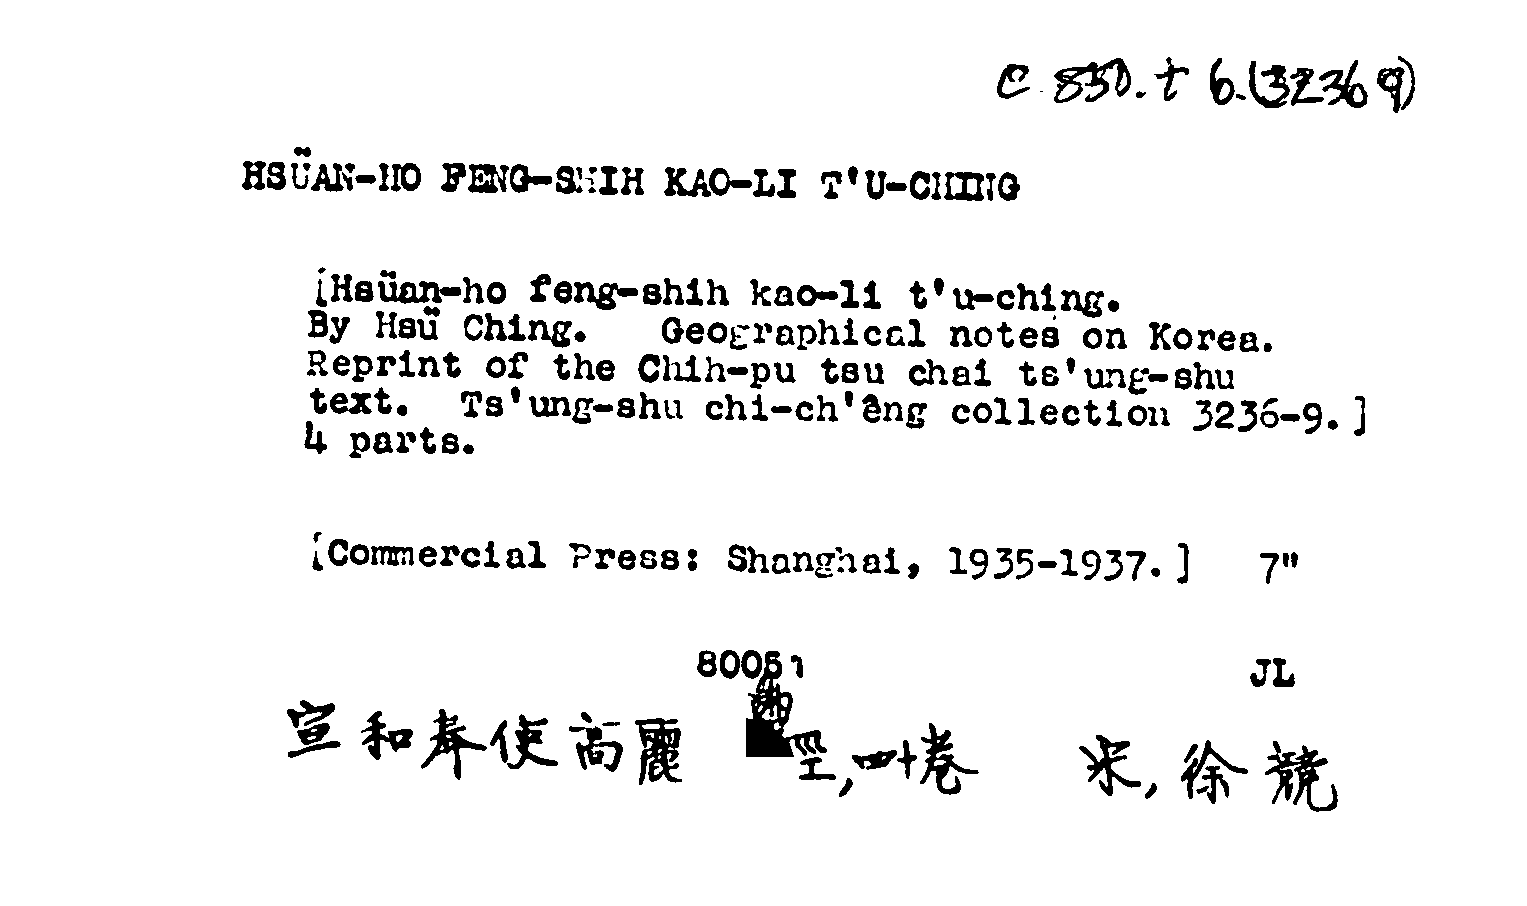 C 850.t 6.(3236 9)
HSÜAN-HO FENG-SHIH KAO-LI T'U-CHING
[Hsüan-ho feng-shih kao-li t'u-ching.
By Hsü Ching. Geographical notes on Korea.
Reprint of the Chih-pu tsu chai ts'ung-shu
text. Ts'ung-shu chi-ch'êng collection 3236-9.]
4 parts.
[Commercial Press: Shanghai, 1935-1937.] 7"
80051 JL
宣和奉使高麗 經,四十卷 宋,徐兢